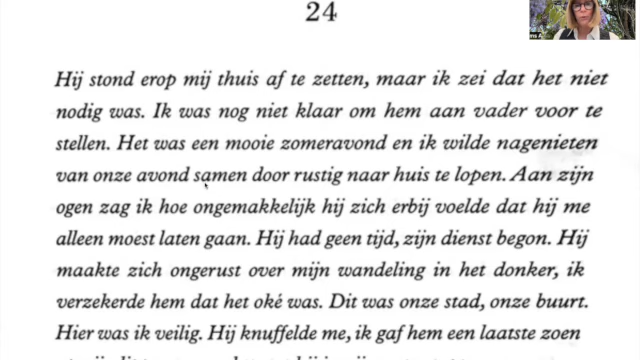 24
Hij stond erop mij thuis af te zetten, maar ik zei dat het niet
nodig was. Ik was nog niet klaar om hem aan vader voor te
stellen. Het was een mooie zomeravond en ik wilde nagenieten
van onze avond samen door rustig naar huis te lopen. Aan zijn
ogen zag ik hoe ongemakkelijk hij zich erbij voelde dat hij me
alleen moest laten gaan. Hij had geen tijd, zijn dienst begon. Hij
maakte zich ongerust over mijn wandeling in het donker, ik
verzekerde hem dat het oké was. Dit was onze stad, onze buurt.
Hier was ik veilig. Hij knuffelde me, ik gaf hem een laatste zoen